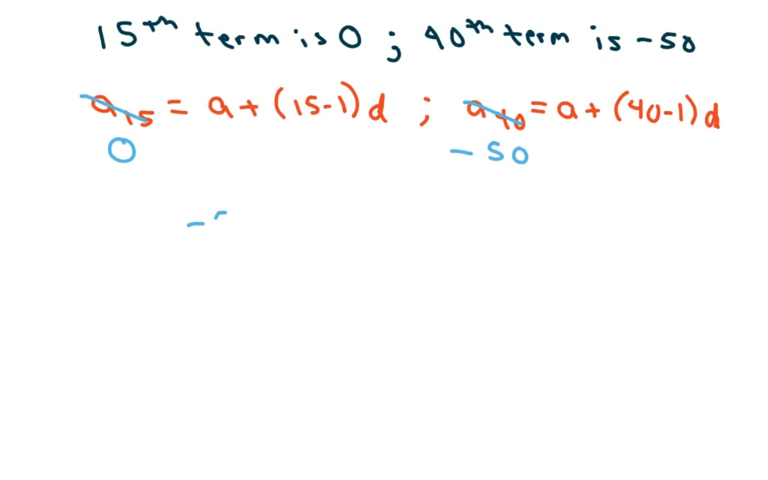 15th term is 0 ; 40th term is -50
a15 = a + (15-1) d ; a40 = a + (40-1) d
0 -50
-